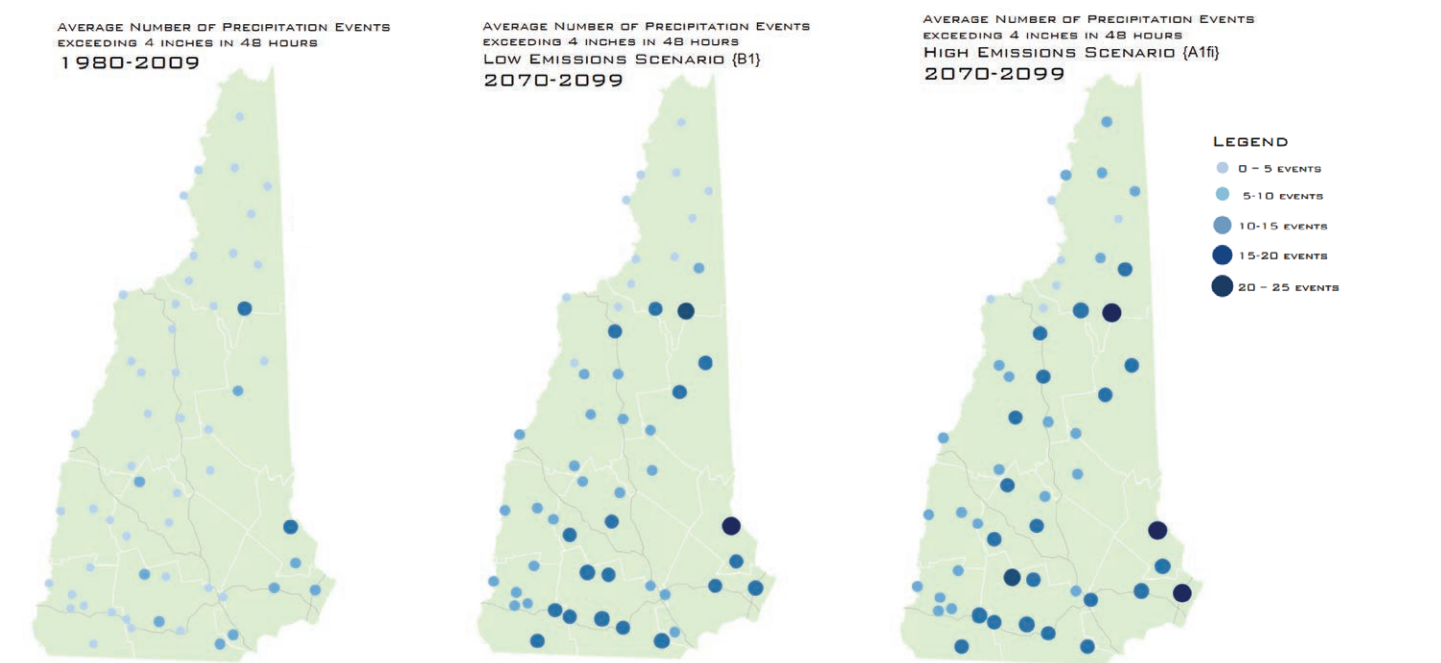 AVERAGE NUMBER OF PRECIPITATION EVENTS
EXCEEDING 4 INCHES IN 48 HOURS
1980-2009
AVERAGE NUMBER OF PRECIPITATION EVENTS
EXCEEDING 4 INCHES IN 48 HOURS
LOW EMISSIONS SCENARIO {B1}
2070-2099
AVERAGE NUMBER OF PRECIPITATION EVENTS
EXCEEDING 4 INCHES IN 48 HOURS
HIGH EMISSIONS SCENARIO {A1fi}
2070-2099
LEGEND
0 – 5 EVENTS
5-10 EVENTS
10-15 EVENTS
15-20 EVENTS
20 – 25 EVENTS